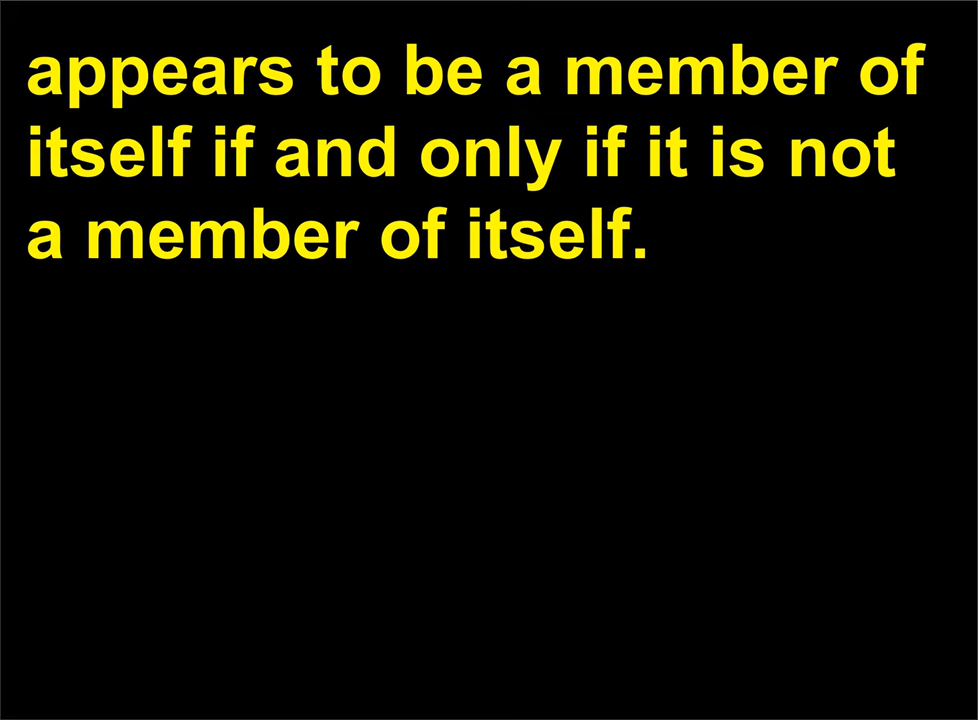 appears to be a member of
itself if and only if it is not
a member of itself.